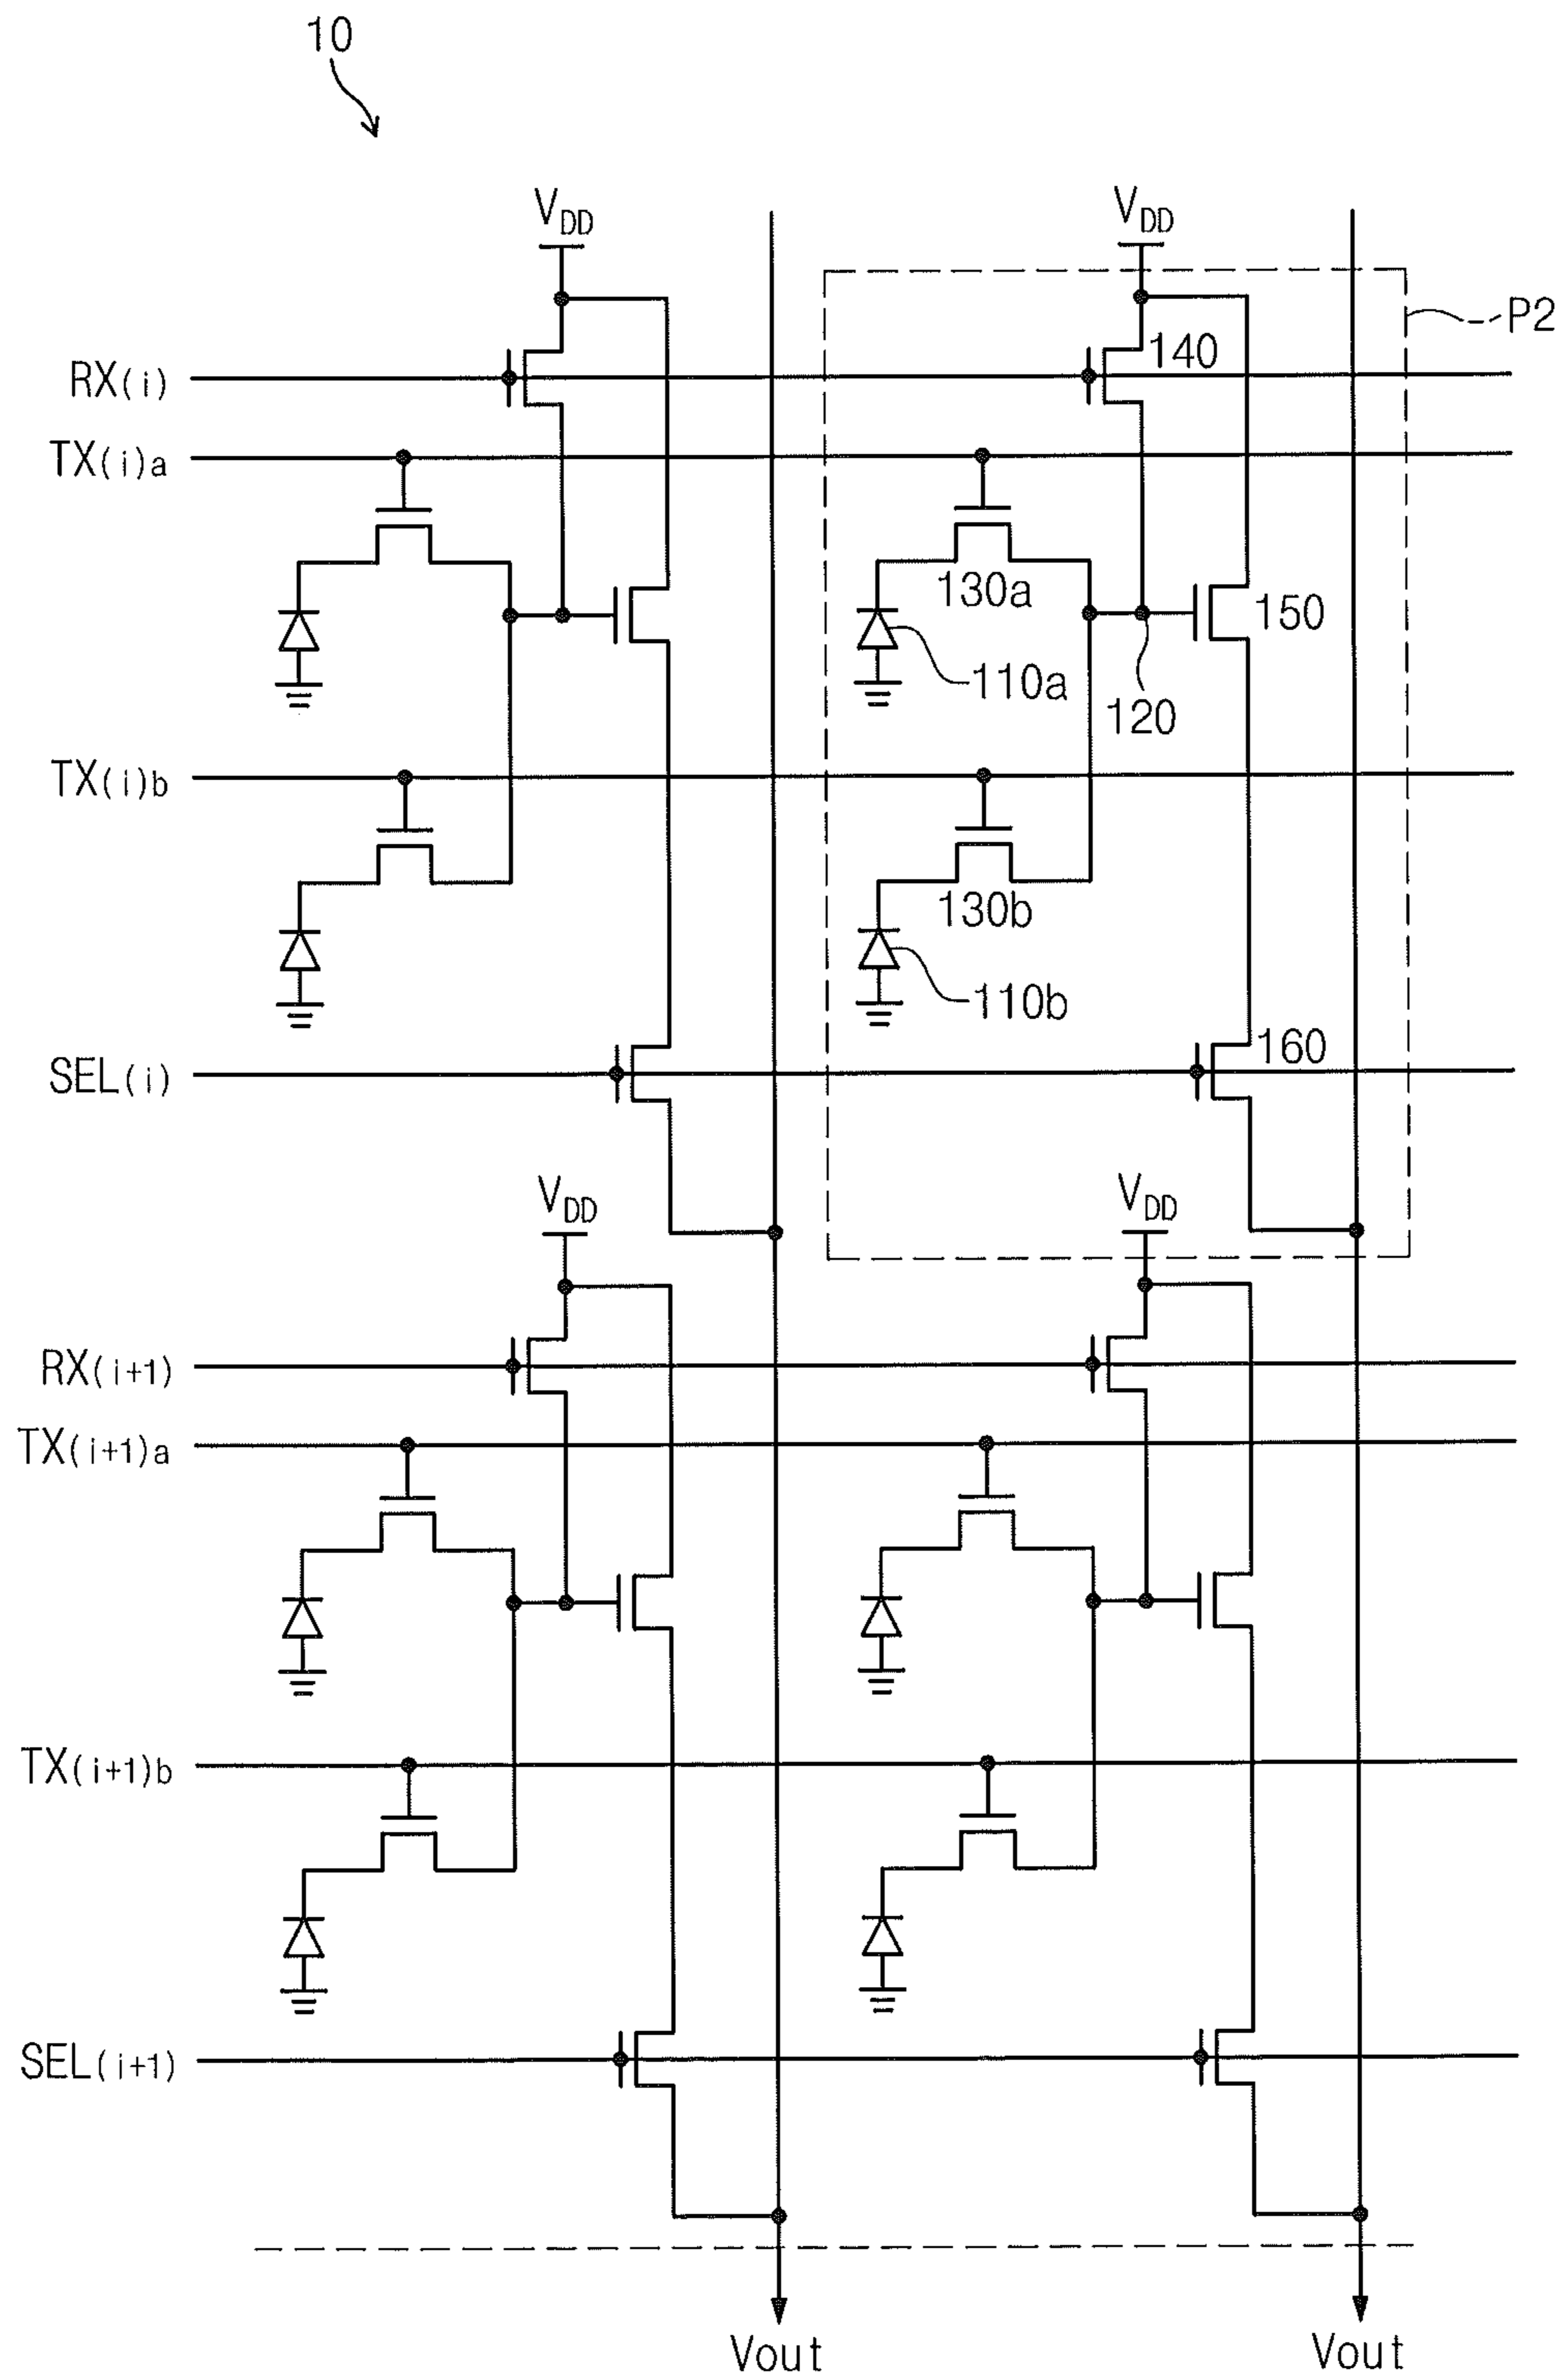 10
VDD VDD
P2
RX(i) 140
TX(i)a
130a
150
110a
120
TX(i)b
130b
110b
160
SEL(i)
VDD VDD
RX(i+1)
TX(i+1)a
TX(i+1)b
SEL(i+1)
Vout Vout